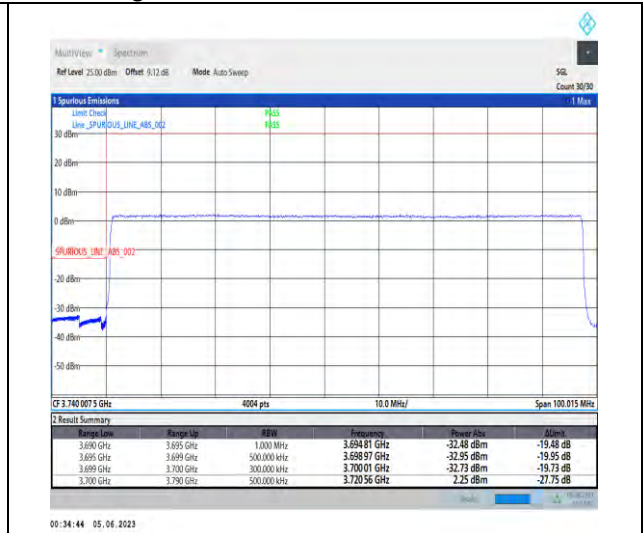 MultiView Spectrum
Ref Level 25.00 dBm Offset 9.12 dB Mode Auto Sweep SGL
Count 30/30
1 Spurious Emissions 1 Max
Limit Check PASS
Line _SPURIOUS_LINE_ABS_002 PASS
30 dBm
20 dBm
10 dBm
0 dBm
_SPURIOUS_LINE_ABS_002
-20 dBm
-30 dBm
-40 dBm
-50 dBm
CF 3.740 007 5 GHz 4004 pts 10.0 MHz/ Span 100.015 MHz
2 Result Summary
Range Low Range Up RBW Frequency Power Abs ΔLimit
3.690 GHz 3.695 GHz 1.000 MHz 3.694 81 GHz -32.48 dBm -19.48 dB
3.695 GHz 3.699 GHz 500.000 kHz 3.698 97 GHz -32.95 dBm -19.95 dB
3.699 GHz 3.700 GHz 300.000 kHz 3.700 01 GHz -32.73 dBm -19.73 dB
3.700 GHz 3.790 GHz 500.000 kHz 3.720 56 GHz 2.25 dBm -27.75 dB
00:34:44 05.06.2023